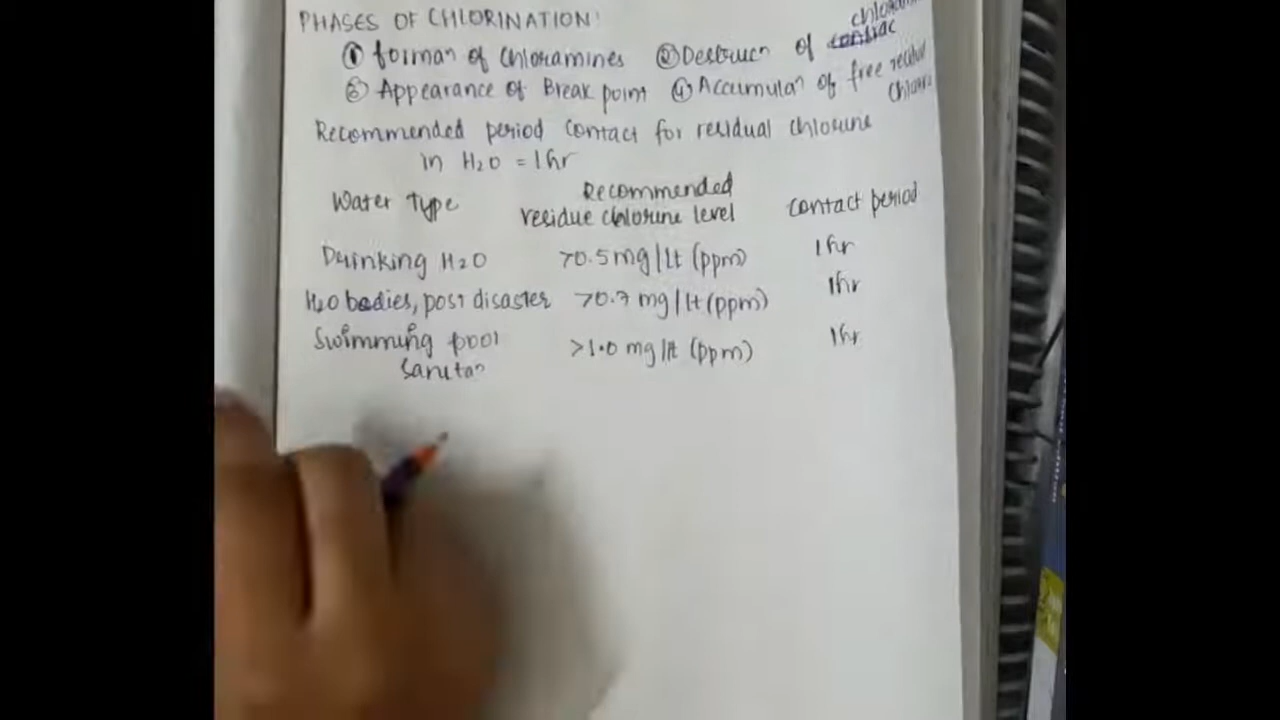 PHASES OF CHLORINATION:
① Forman of Chloramines ② Destrucn of chloram
③ Appearance of Break point ④ Accumulan of free residual
Chlorine
Recommended period contact for residual chlorine
in H2O = 1hr
Water Type Recommended residue chlorine level contact period
Drinking H2O >0.5mg/lt (ppm) 1hr
H2O bodies, post disaster >0.7 mg/lt (ppm) 1hr
Swimming pool >1.0 mg/lt (ppm) 1hr
Sanitan